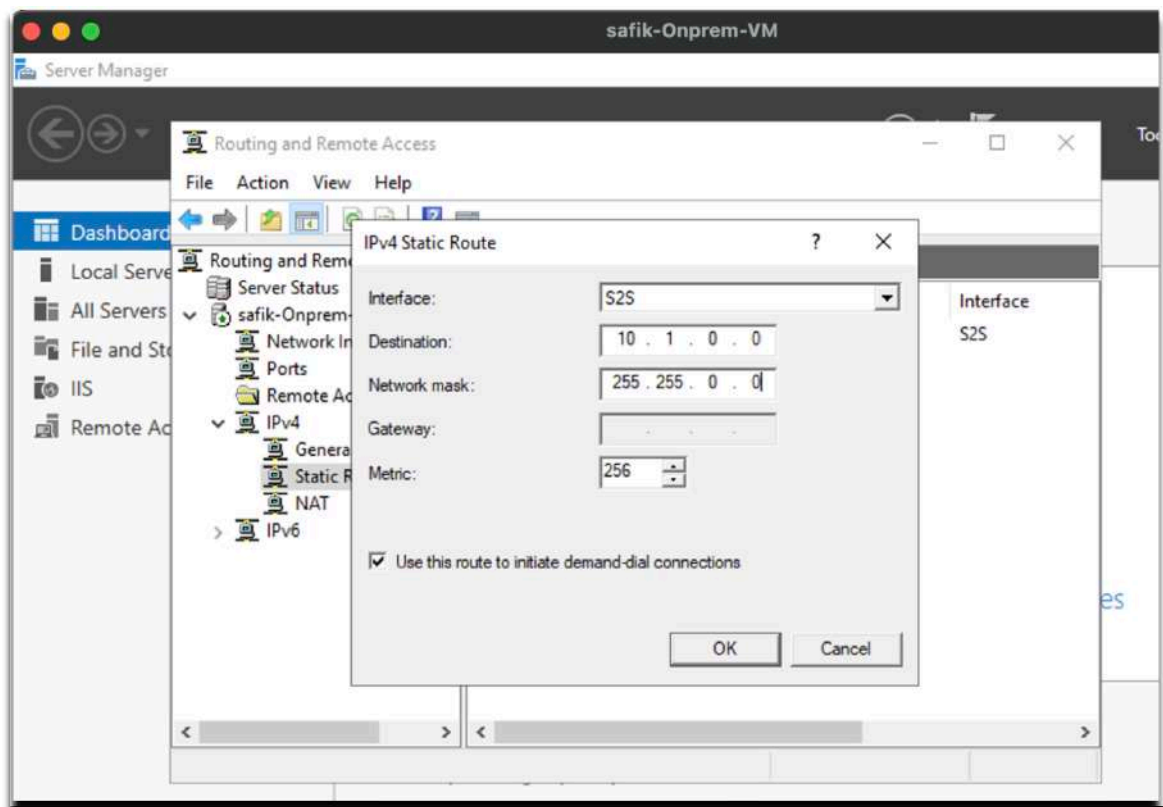 safik-Onprem-VM
Server Manager
Routing and Remote Access
File Action View Help
Dashboard
Local Serve
All Servers
File and Sto
IIS
Remote Ac
Routing and Reme
Server Status
safik-Onprem-
Network In
Ports
Remote Ac
IPv4
Genera
Static R
NAT
IPv6
IPv4 Static Route ?
Interface: S2S
Destination: 10 . 1 . 0 . 0
Network mask: 255 . 255 . 0 . 0
Gateway: . . .
Metric: 256
Use this route to initiate demand-dial connections
OK Cancel
Interface
S2S
Too
es